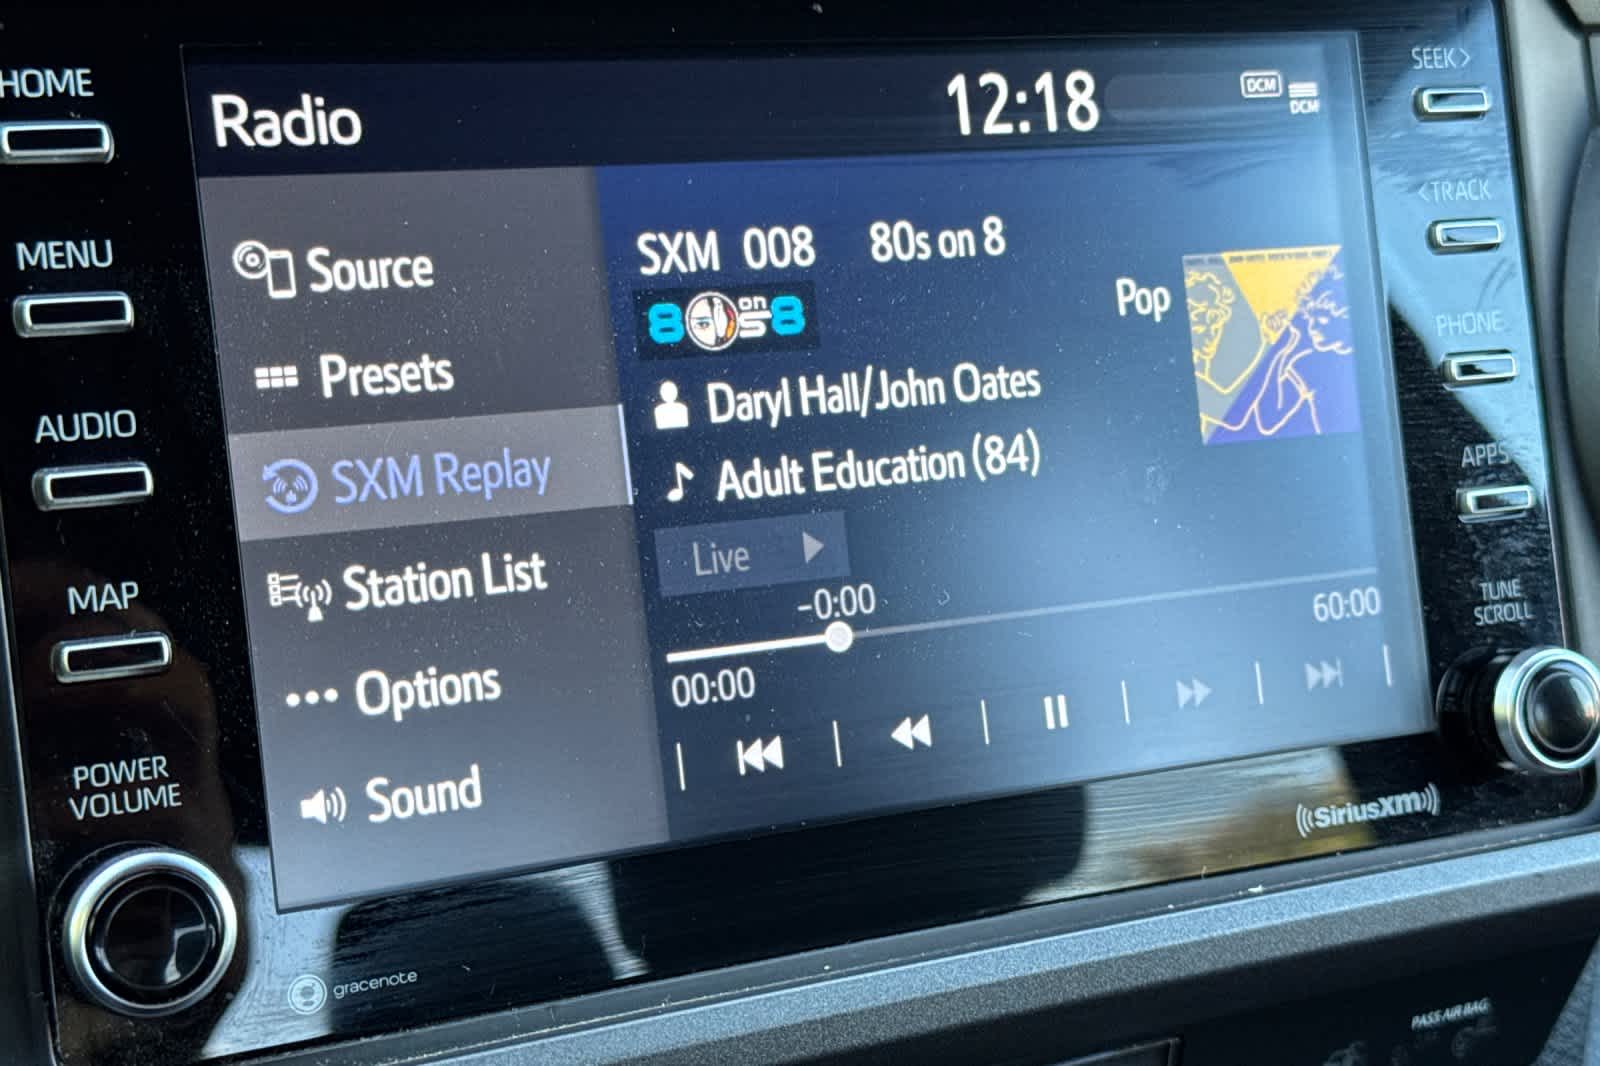 HOME
MENU
AUDIO
MAP
POWER
VOLUME
Radio
12:18
DCM
DCM
Source
Presets
SXM Replay
Station List
Options
Sound
SXM 008 80s on 8
80s on 8
Pop
Daryl Hall/John Oates
Adult Education (84)
Live
-0:00
60:00
00:00
SEEK>
<TRACK
PHONE
APPS
TUNE
SCROLL
SiriusXM
gracenote
PASS AIR BAG